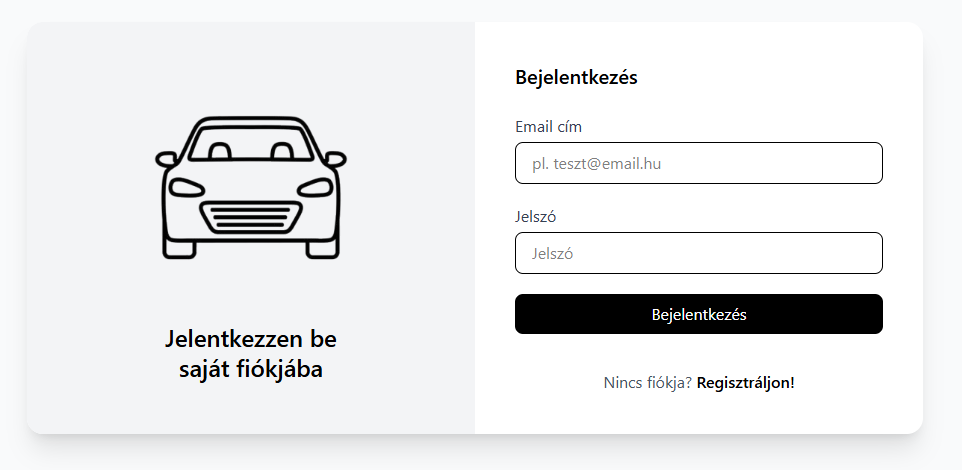 Jelentkezzen be
saját fiókjába
Bejelentkezés
Email cím
pl. teszt@email.hu
Jelszó
Jelszó
Bejelentkezés
Nincs fiókja? Regisztráljon!